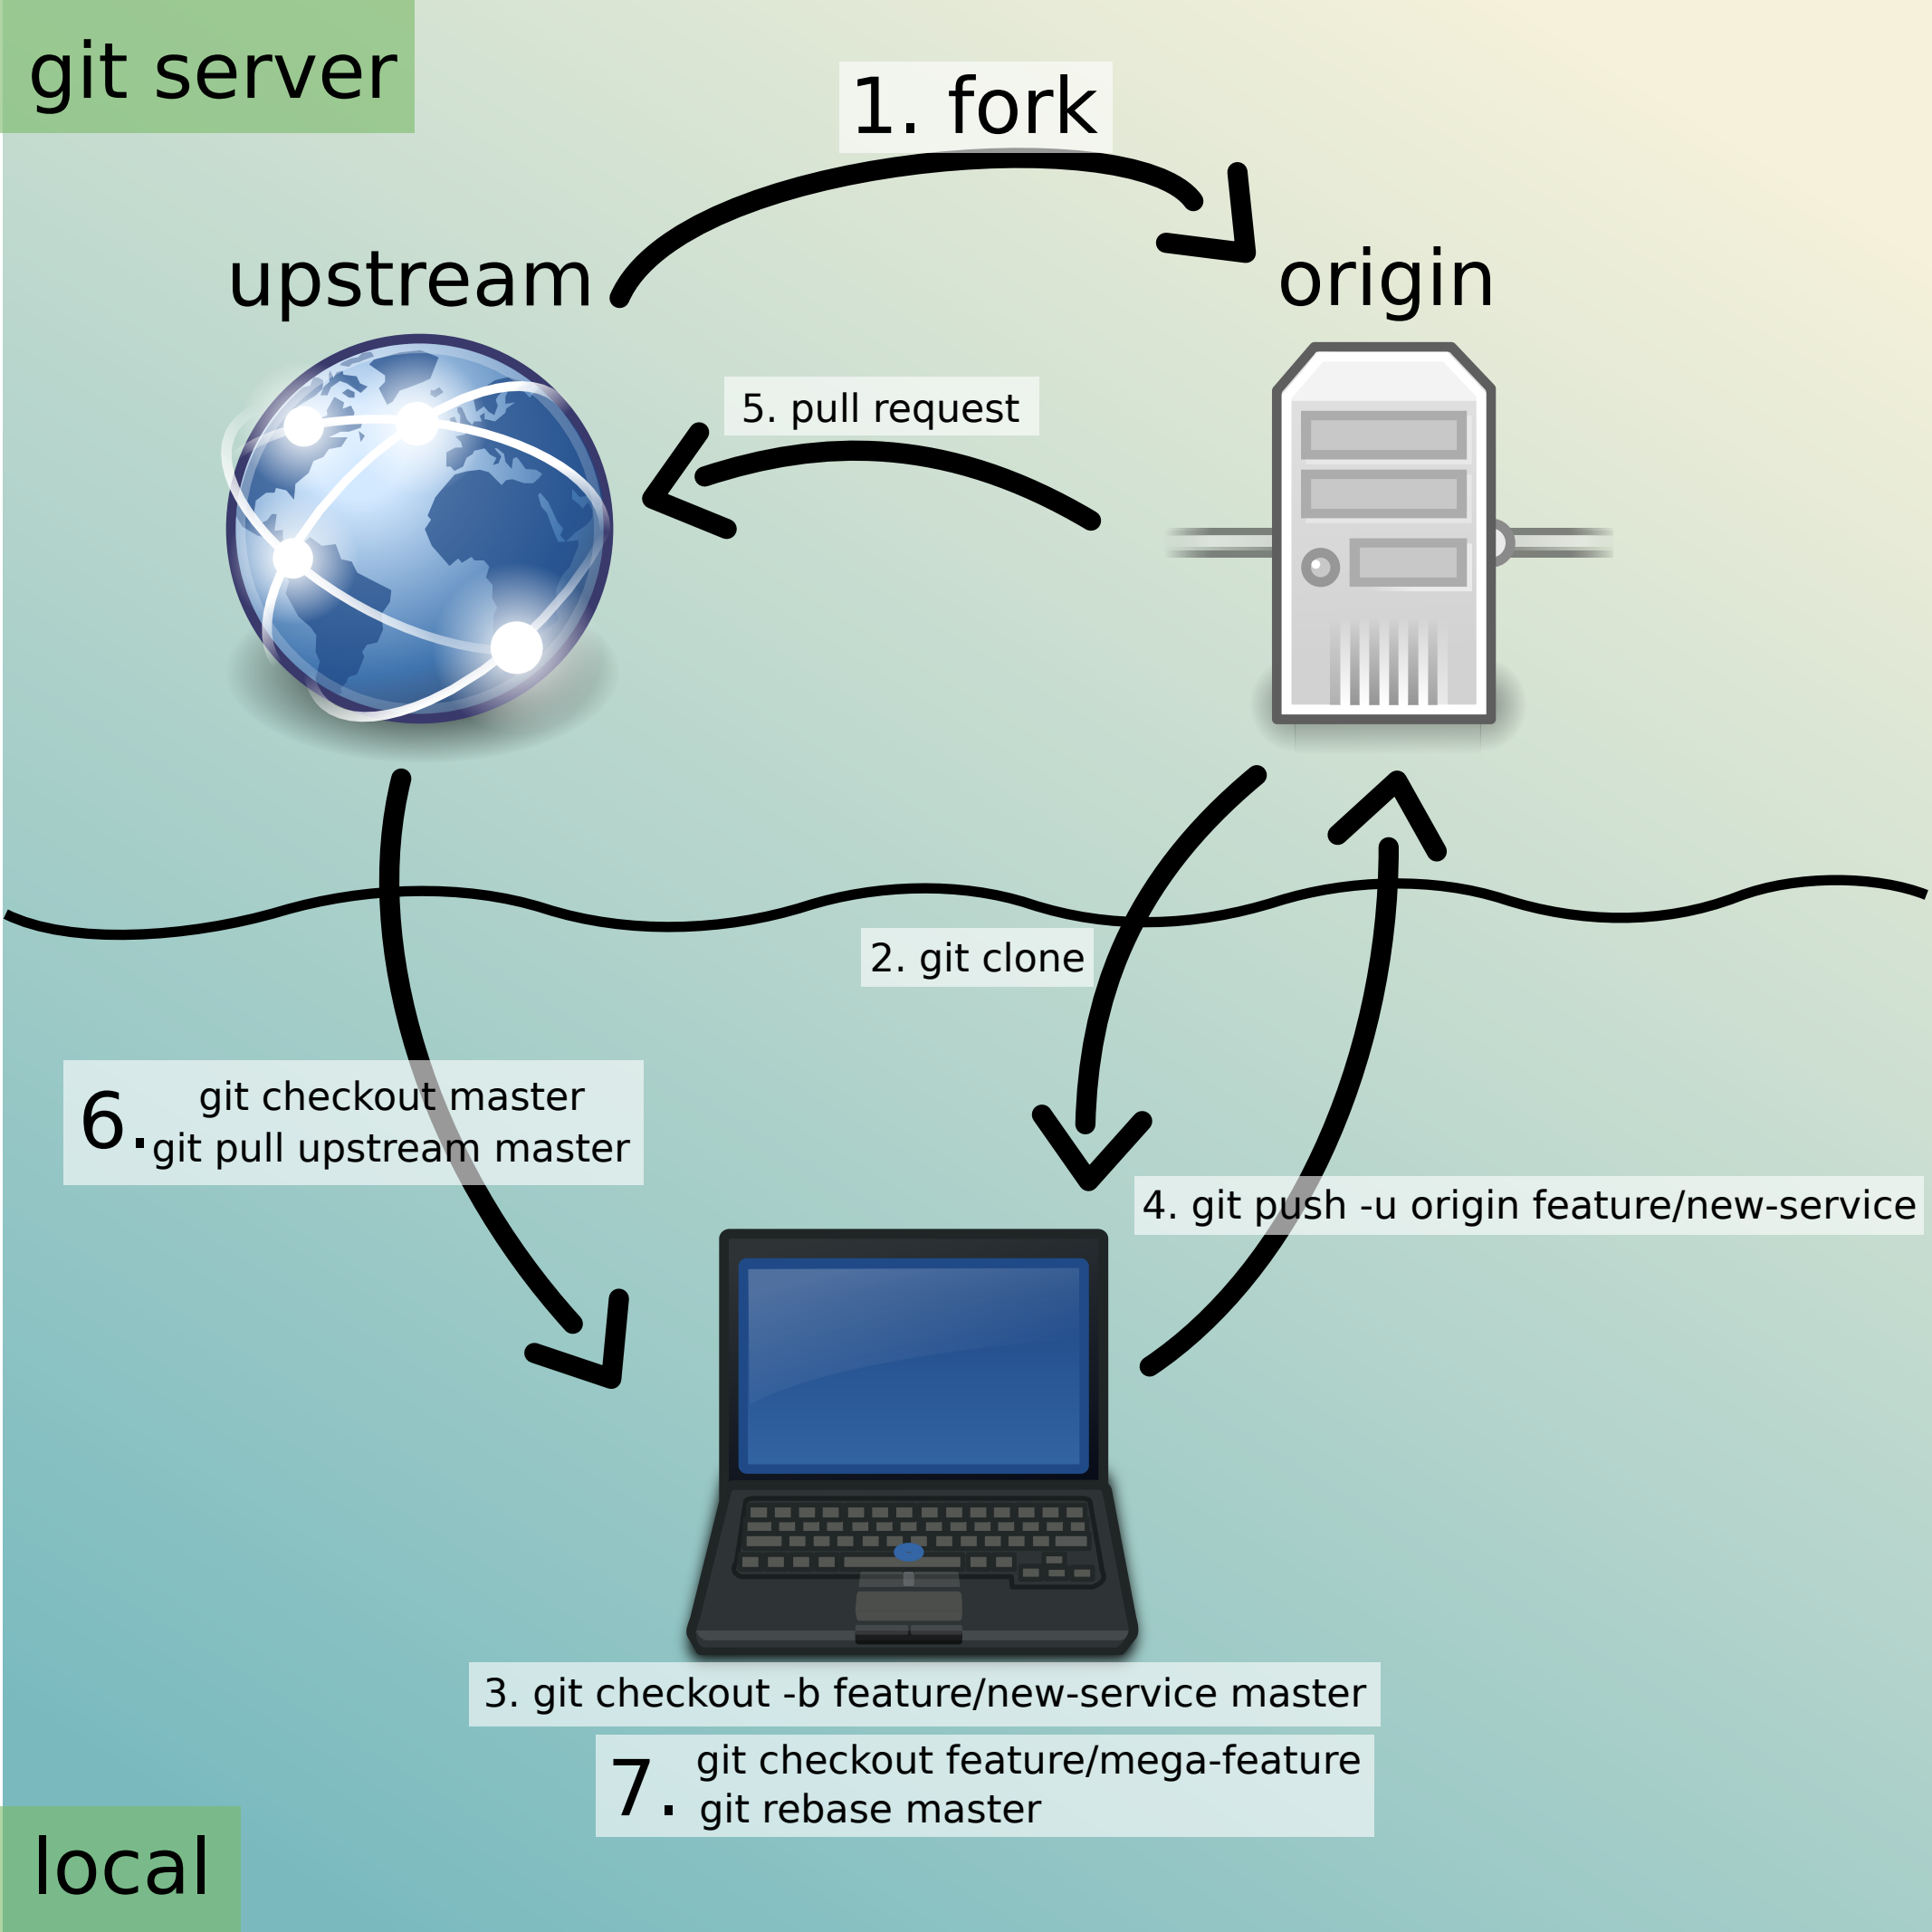 git server
1. fork
upstream
origin
5. pull request
2. git clone
6.
git checkout master
git pull upstream master
4. git push -u origin feature/new-service
3. git checkout -b feature/new-service master
7.
git checkout feature/mega-feature
git rebase master
local